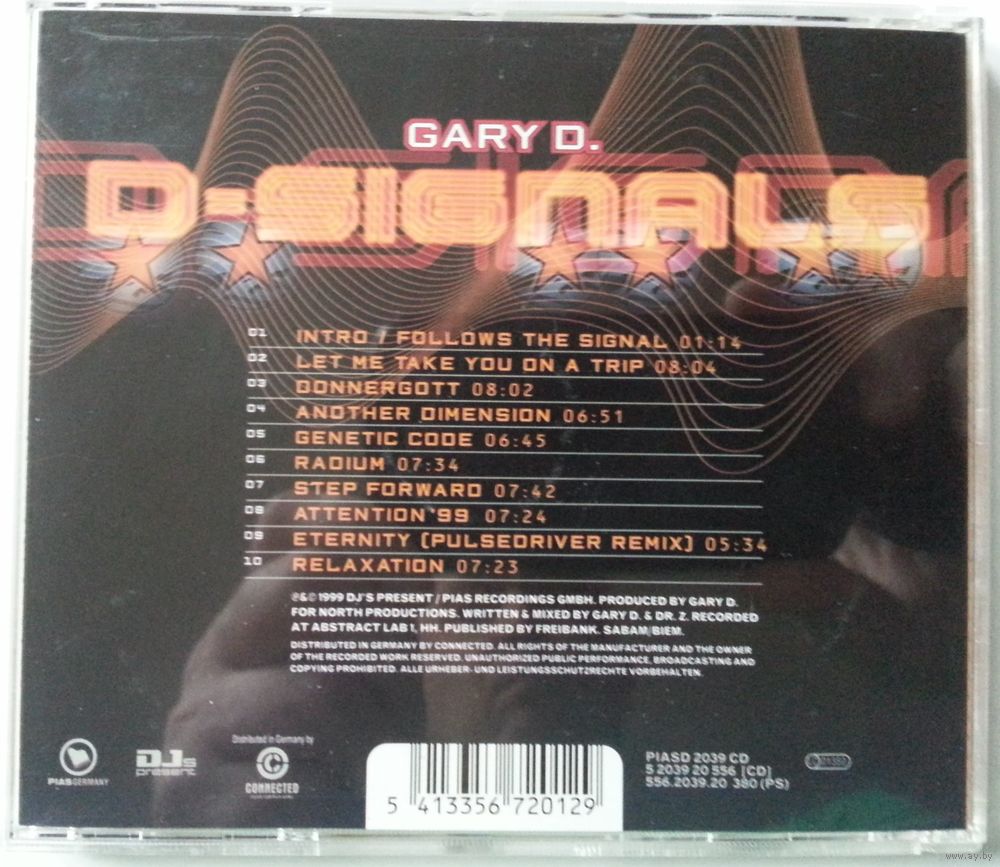 GARY D.
D-SIGNALS
01 INTRO / FOLLOWS THE SIGNAL 01:14
02 LET ME TAKE YOU ON A TRIP 08:04
03 DONNERGOTT 08:02
04 ANOTHER DIMENSION 06:51
05 GENETIC CODE 06:45
06 RADIUM 07:34
07 STEP FORWARD 07:42
08 ATTENTION '99 07:24
09 ETERNITY (PULSEDRIVER REMIX) 05:34
10 RELAXATION 07:23
℗&© 1999 DJ'S PRESENT / PIAS RECORDINGS GMBH. PRODUCED BY GARY D.
FOR NORTH PRODUCTIONS. WRITTEN & MIXED BY GARY D. & DR. Z. RECORDED
AT ABSTRACT LAB 1, HH. PUBLISHED BY FREIBANK. SABAM/BIEM.
DISTRIBUTED IN GERMANY BY CONNECTED. ALL RIGHTS OF THE MANUFACTURER AND THE OWNER
OF THE RECORDED WORK RESERVED. UNAUTHORIZED PUBLIC PERFORMANCE, BROADCASTING AND
COPYING PROHIBITED. ALLE URHEBER- UND LEISTUNGSSCHUTZRECHTE VORBEHALTEN.
PIAS GERMANY
DJs
present
Distributed in Germany by
CONNECTED
5 413356 720129
PIASD 2039 CD
5 2039 20 556 [CD]
556.2039.20 380 (PS)
www.ay.by